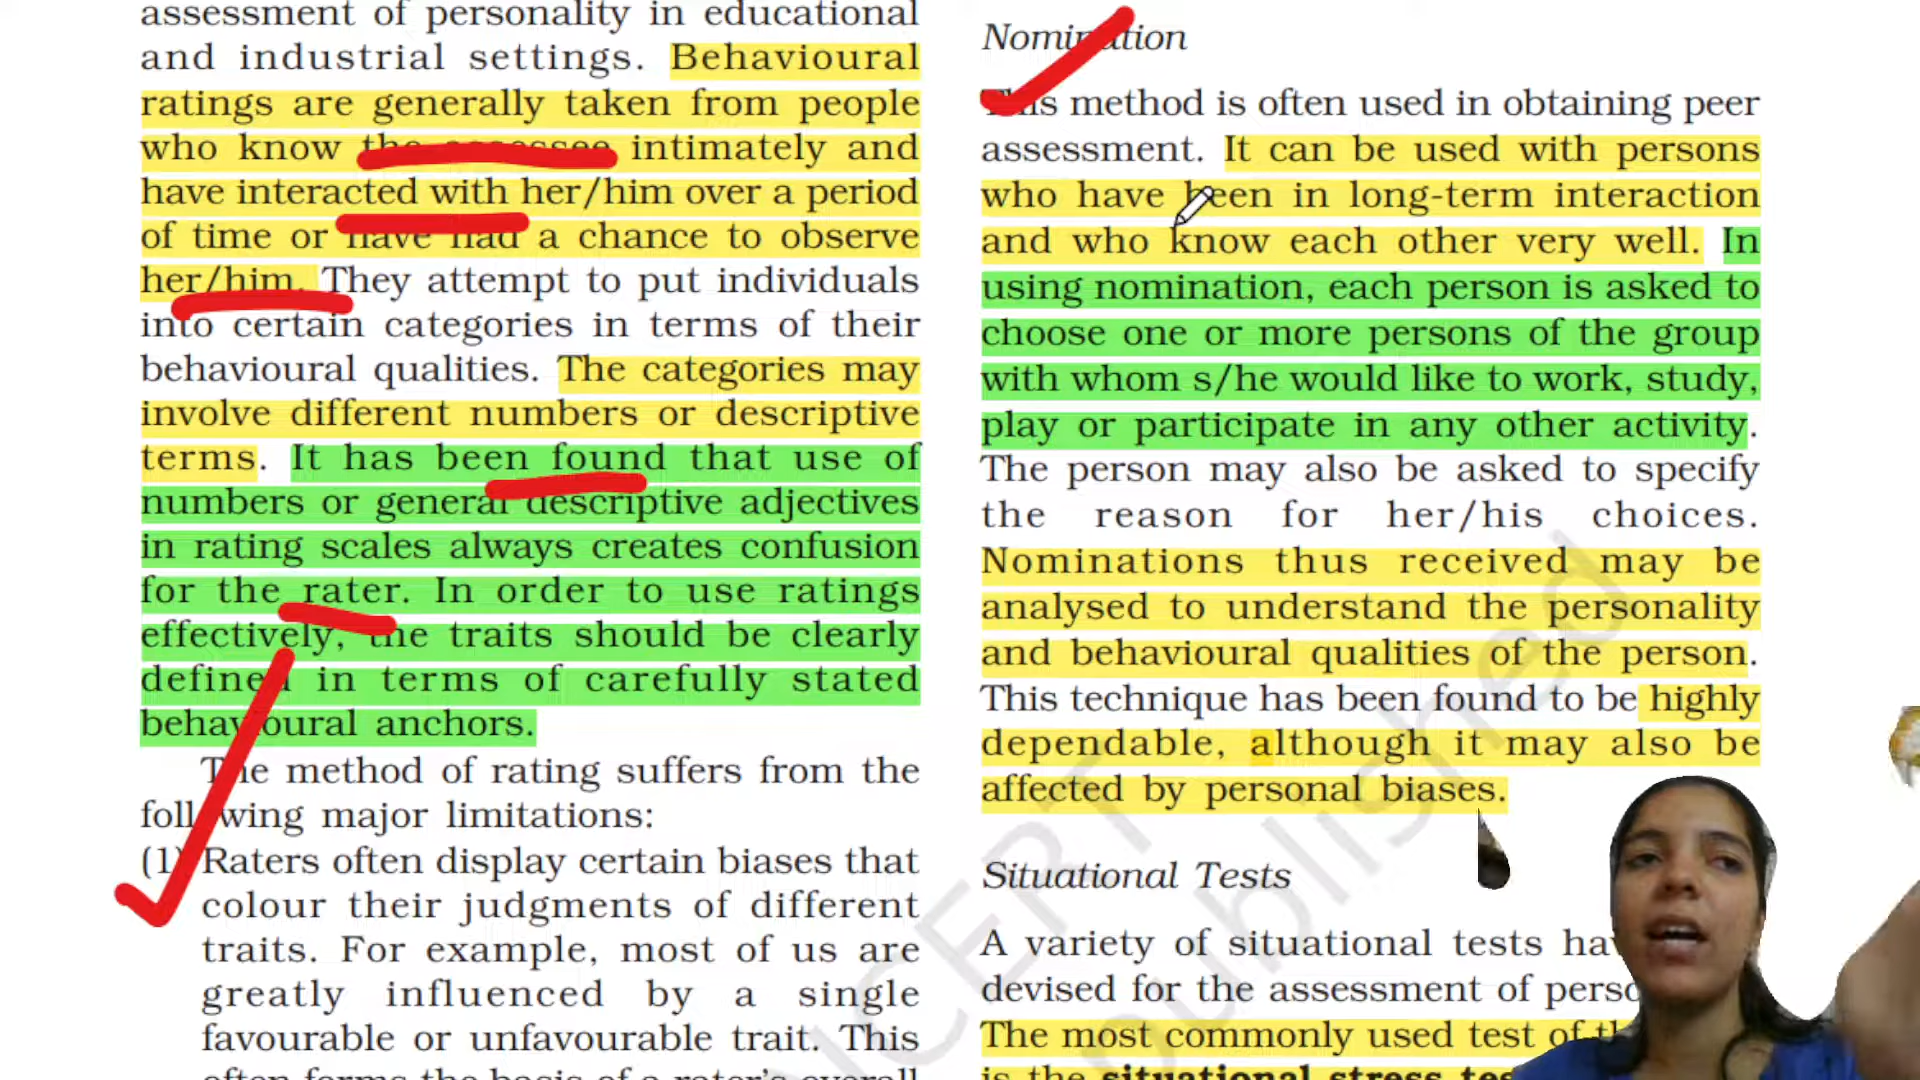 assessment of personality in educational
and industrial settings. Behavioural
ratings are generally taken from people
who know the assessee intimately and
have interacted with her/him over a period
of time or have had a chance to observe
her/him. They attempt to put individuals
into certain categories in terms of their
behavioural qualities. The categories may
involve different numbers or descriptive
terms. It has been found that use of
numbers or general descriptive adjectives
in rating scales always creates confusion
for the rater. In order to use ratings
effectively, the traits should be clearly
defined in terms of carefully stated
behavioural anchors.
The method of rating suffers from the
following major limitations:
(1) Raters often display certain biases that
colour their judgments of different
traits. For example, most of us are
greatly influenced by a single
favourable or unfavourable trait. This
often forms the basis of a rater's overall
Nomination
This method is often used in obtaining peer
assessment. It can be used with persons
who have been in long-term interaction
and who know each other very well. In
using nomination, each person is asked to
choose one or more persons of the group
with whom s/he would like to work, study,
play or participate in any other activity.
The person may also be asked to specify
the reason for her/his choices.
Nominations thus received may be
analysed to understand the personality
and behavioural qualities of the person.
This technique has been found to be highly
dependable, although it may also be
affected by personal biases.
Situational Tests
A variety of situational tests
devised for the assessment of
The most commonly used test of
is the situational stress
NCERT
published